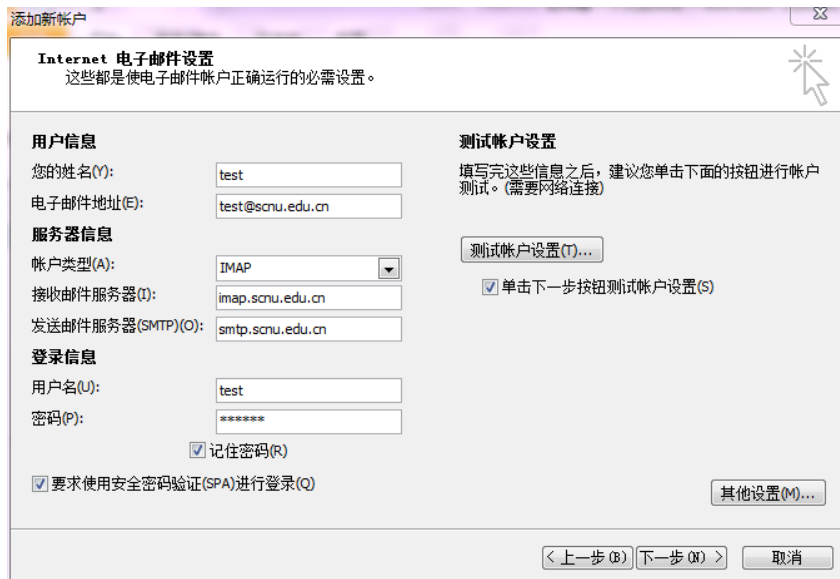 添加新帐户
Internet 电子邮件设置
这些都是使电子邮件帐户正确运行的必需设置。
用户信息
您的姓名(Y):
test
电子邮件地址(E):
test@scnu.edu.cn
服务器信息
帐户类型(A):
IMAP
接收邮件服务器(I):
imap.scnu.edu.cn
发送邮件服务器(SMTP)(O):
smtp.scnu.edu.cn
登录信息
用户名(U):
test
密码(P):
******
记住密码(R)
要求使用安全密码验证(SPA)进行登录(Q)
测试帐户设置
填写完这些信息之后，建议您单击下面的按钮进行帐户
测试。(需要网络连接)
测试帐户设置(T)...
单击下一步按钮测试帐户设置(S)
其他设置(M)...
< 上一步(B)
下一步(N) >
取消